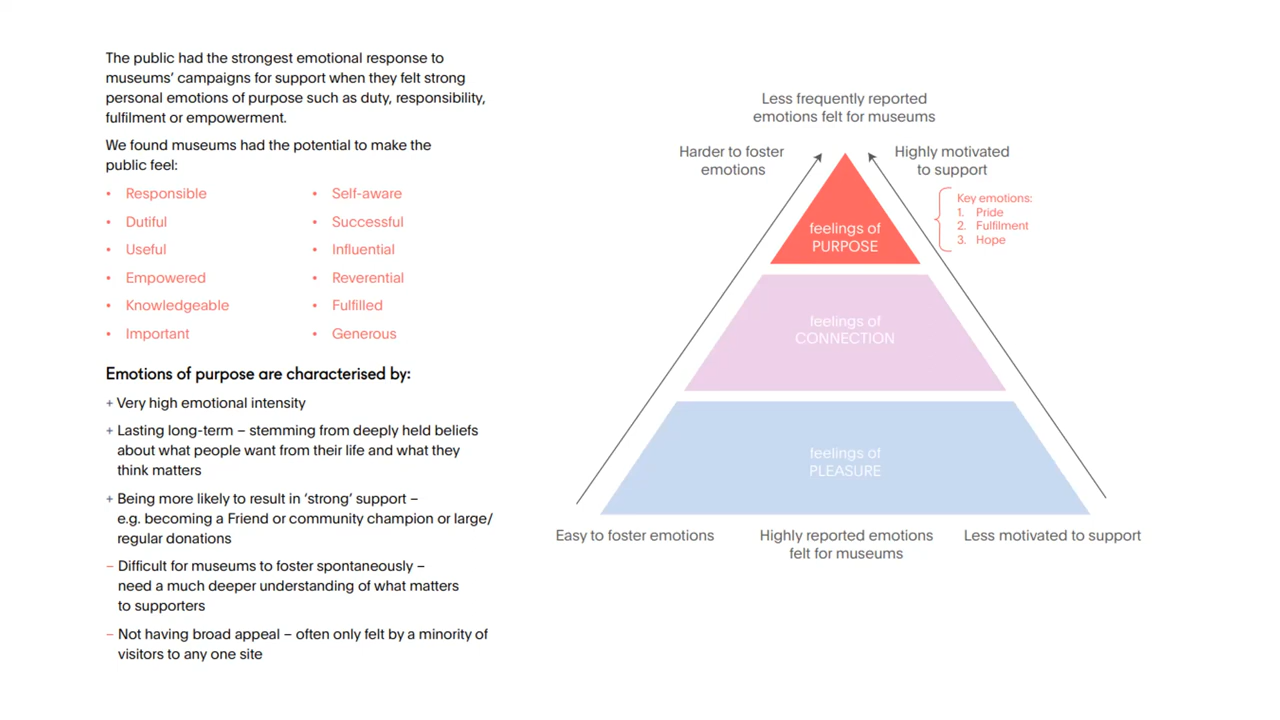 The public had the strongest emotional response to
museums’ campaigns for support when they felt strong
personal emotions of purpose such as duty, responsibility,
fulfilment or empowerment.
We found museums had the potential to make the
public feel:
• Responsible
• Dutiful
• Useful
• Empowered
• Knowledgeable
• Important
• Self-aware
• Successful
• Influential
• Reverential
• Fulfilled
• Generous
Emotions of purpose are characterised by:
+ Very high emotional intensity
+ Lasting long-term – stemming from deeply held beliefs
about what people want from their life and what they
think matters
+ Being more likely to result in ‘strong’ support –
e.g. becoming a Friend or community champion or large/
regular donations
– Difficult for museums to foster spontaneously –
need a much deeper understanding of what matters
to supporters
– Not having broad appeal – often only felt by a minority of
visitors to any one site
Less frequently reported
emotions felt for museums
Harder to foster
emotions
Highly motivated
to support
Key emotions:
1. Pride
2. Fulfilment
3. Hope
feelings of
PURPOSE
feelings of
CONNECTION
feelings of
PLEASURE
Easy to foster emotions
Highly reported emotions
felt for museums
Less motivated to support